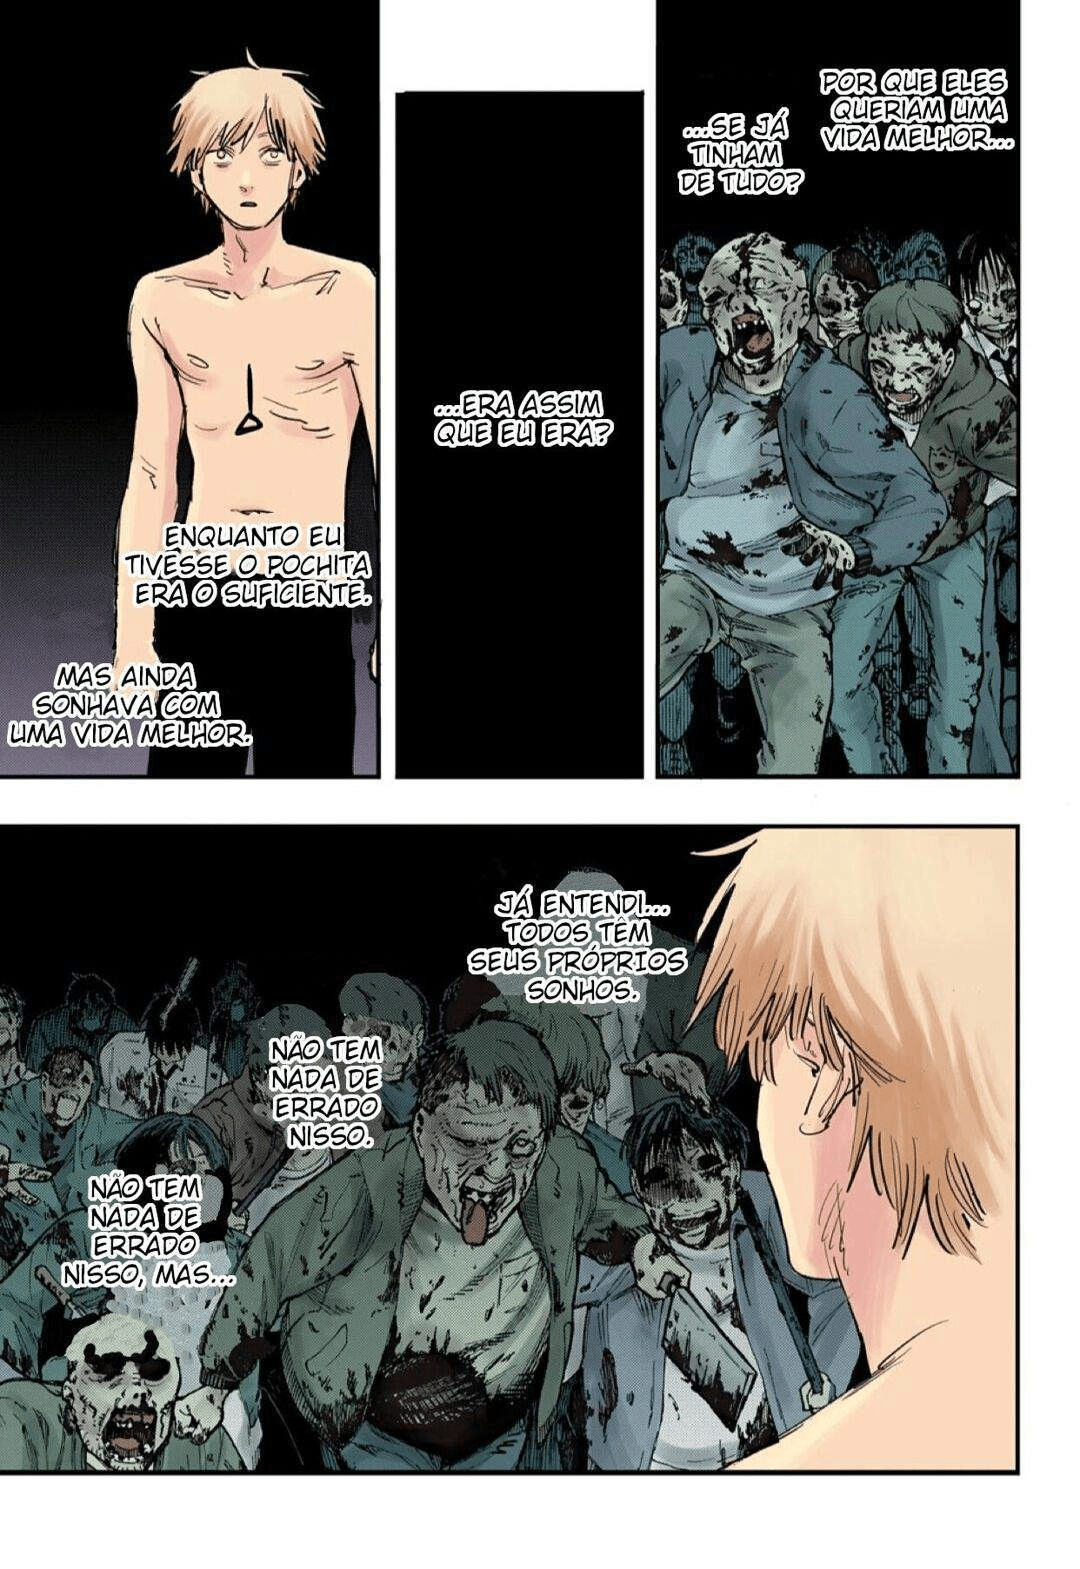 POR QUE ELES
QUERIAM UMA
VIDA MELHOR...
...SE JÁ
TINHAM
DE TUDO?
...ERA ASSIM
QUE EU ERA?
ENQUANTO EU
TIVESSE O POCHITA
ERA O SUFICIENTE.
MAS AINDA
SONHAVA COM
UMA VIDA MELHOR.
JÁ ENTENDI...
TODOS TÊM
SEUS PRÓPRIOS
SONHOS.
NÃO TEM
NADA DE
ERRADO
NISSO.
NÃO TEM
NADA DE
ERRADO
NISSO, MAS...